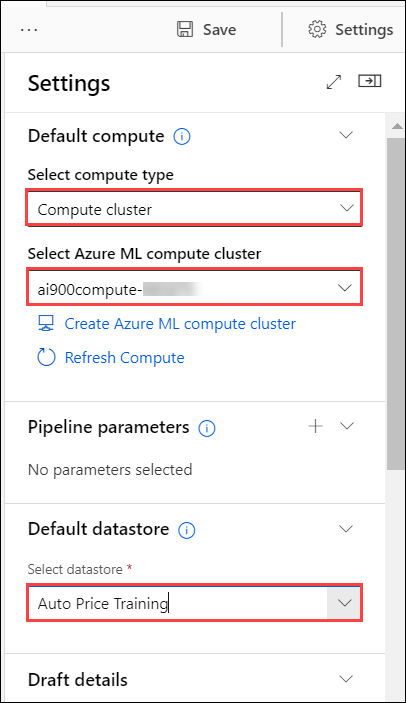 ... Save Settings
Settings
Default compute
Select compute type
Compute cluster
Select Azure ML compute cluster
ai900compute-
Create Azure ML compute cluster
Refresh Compute
Pipeline parameters
No parameters selected
Default datastore
Select datastore *
Auto Price Training
Draft details